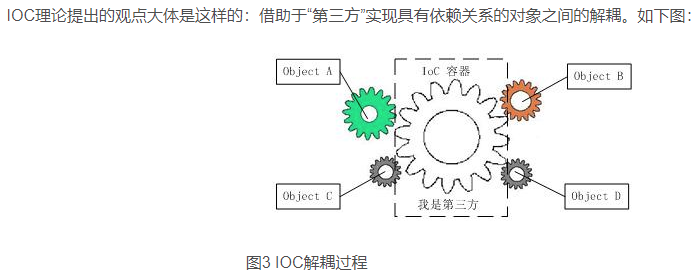 IOC理论提出的观点大体是这样的：借助于“第三方”实现具有依赖关系的对象之间的解耦。如下图：
Object A
IoC 容器
Object B
Object C
我是第三方
Object D
图3 IOC解耦过程